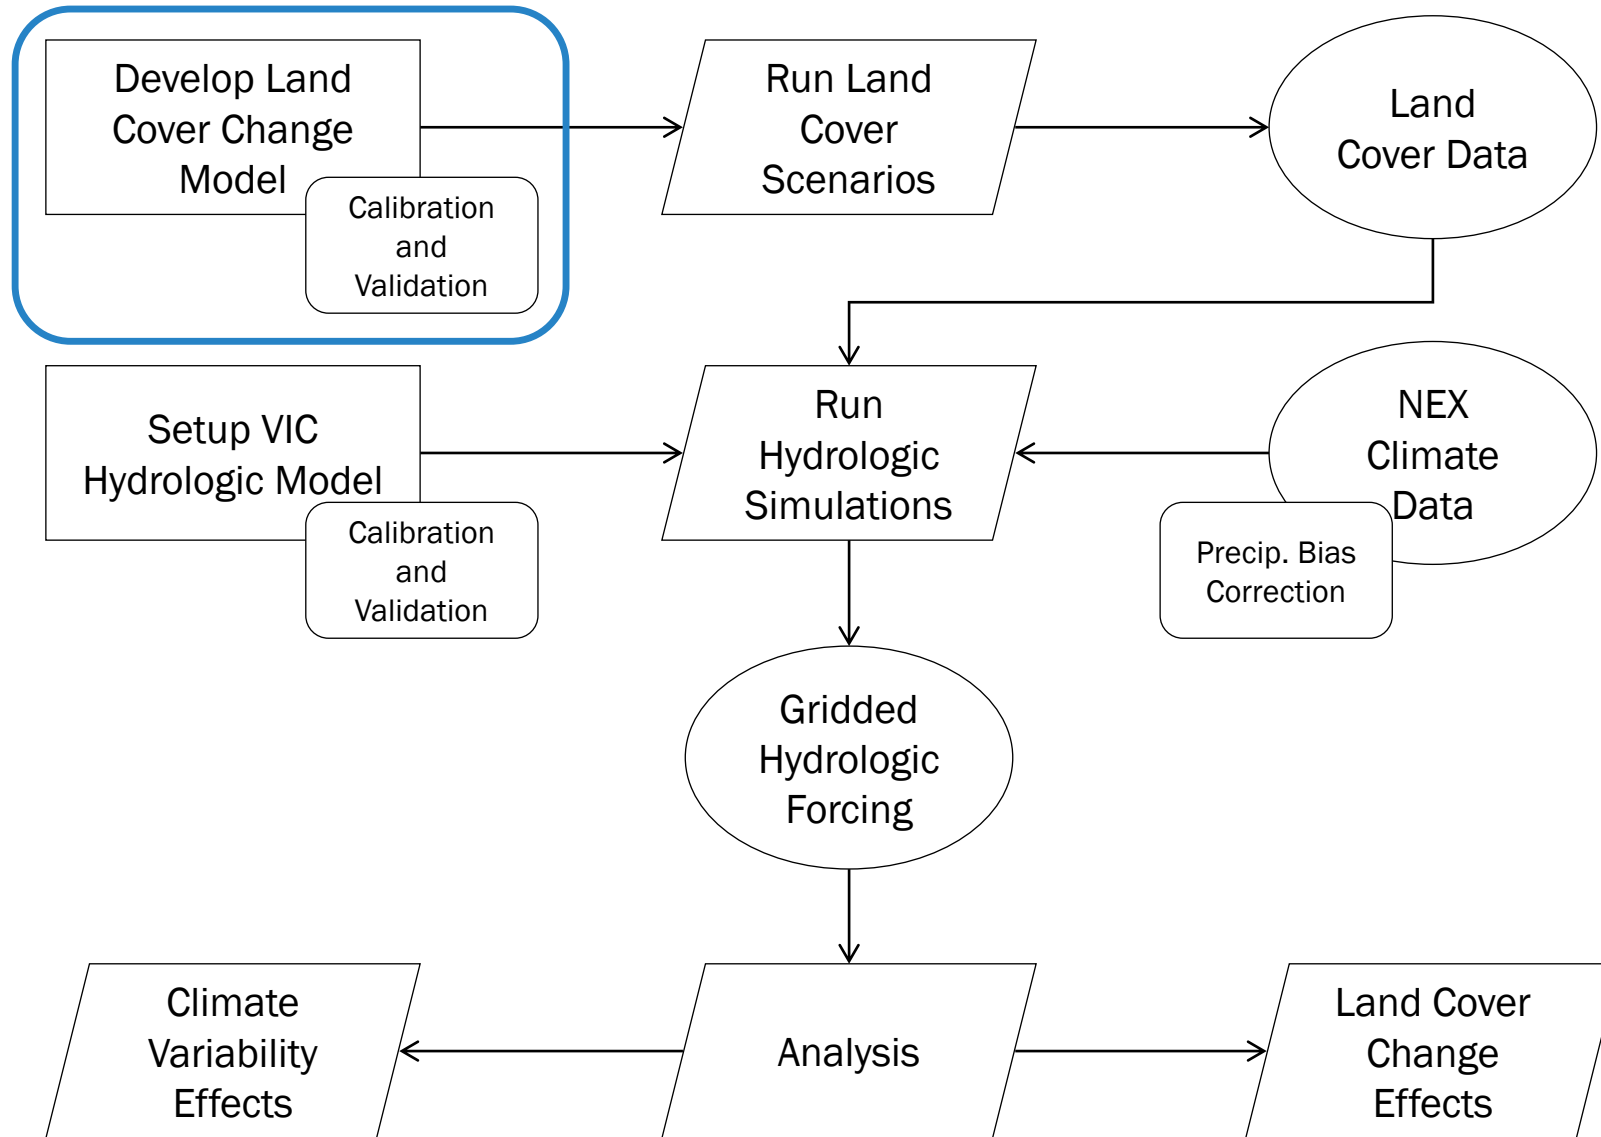 Develop Land
Cover Change
Model
Calibration
and
Validation
Run Land
Cover
Scenarios
Land
Cover Data
Setup VIC
Hydrologic Model
Calibration
and
Validation
Run
Hydrologic
Simulations
NEX
Climate
Data
Precip. Bias
Correction
Gridded
Hydrologic
Forcing
Climate
Variability
Effects
Analysis
Land Cover
Change
Effects